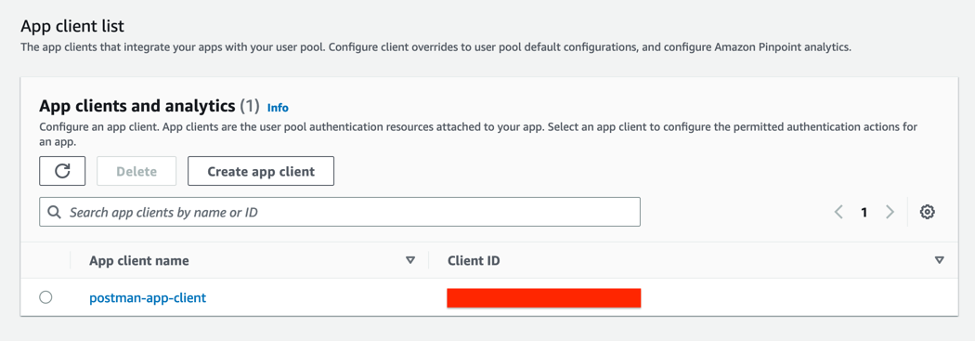 App client list
The app clients that integrate your apps with your user pool. Configure client overrides to user pool default configurations, and configure Amazon Pinpoint analytics.
App clients and analytics (1) Info
Configure an app client. App clients are the user pool authentication resources attached to your app. Select an app client to configure the permitted authentication actions for
an app.
Delete Create app client
Search app clients by name or ID 1
App client name Client ID
postman-app-client